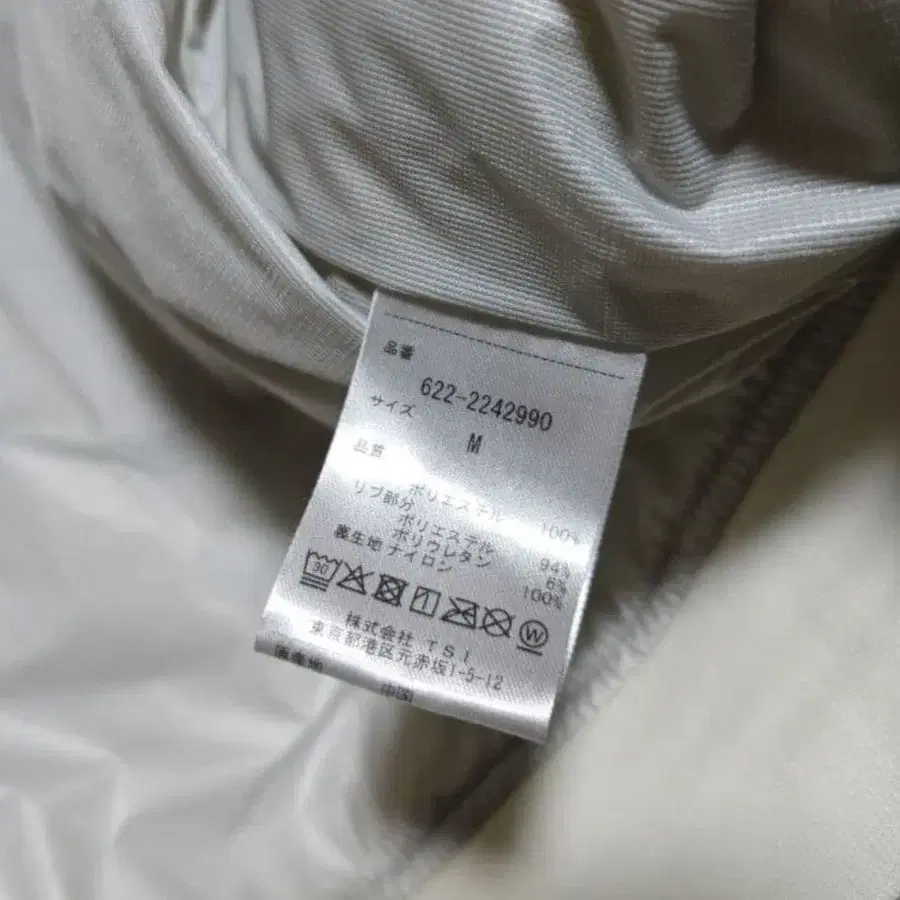 品番
622-2242990
サイズ
M
品質
ポリエステル 100%
リブ部分
ポリエステル 94%
ポリウレタン 6%
裏生地 ナイロン 100%
30
W
株式会社 TSI
東京都港区元赤坂1-5-12
原産地
中国